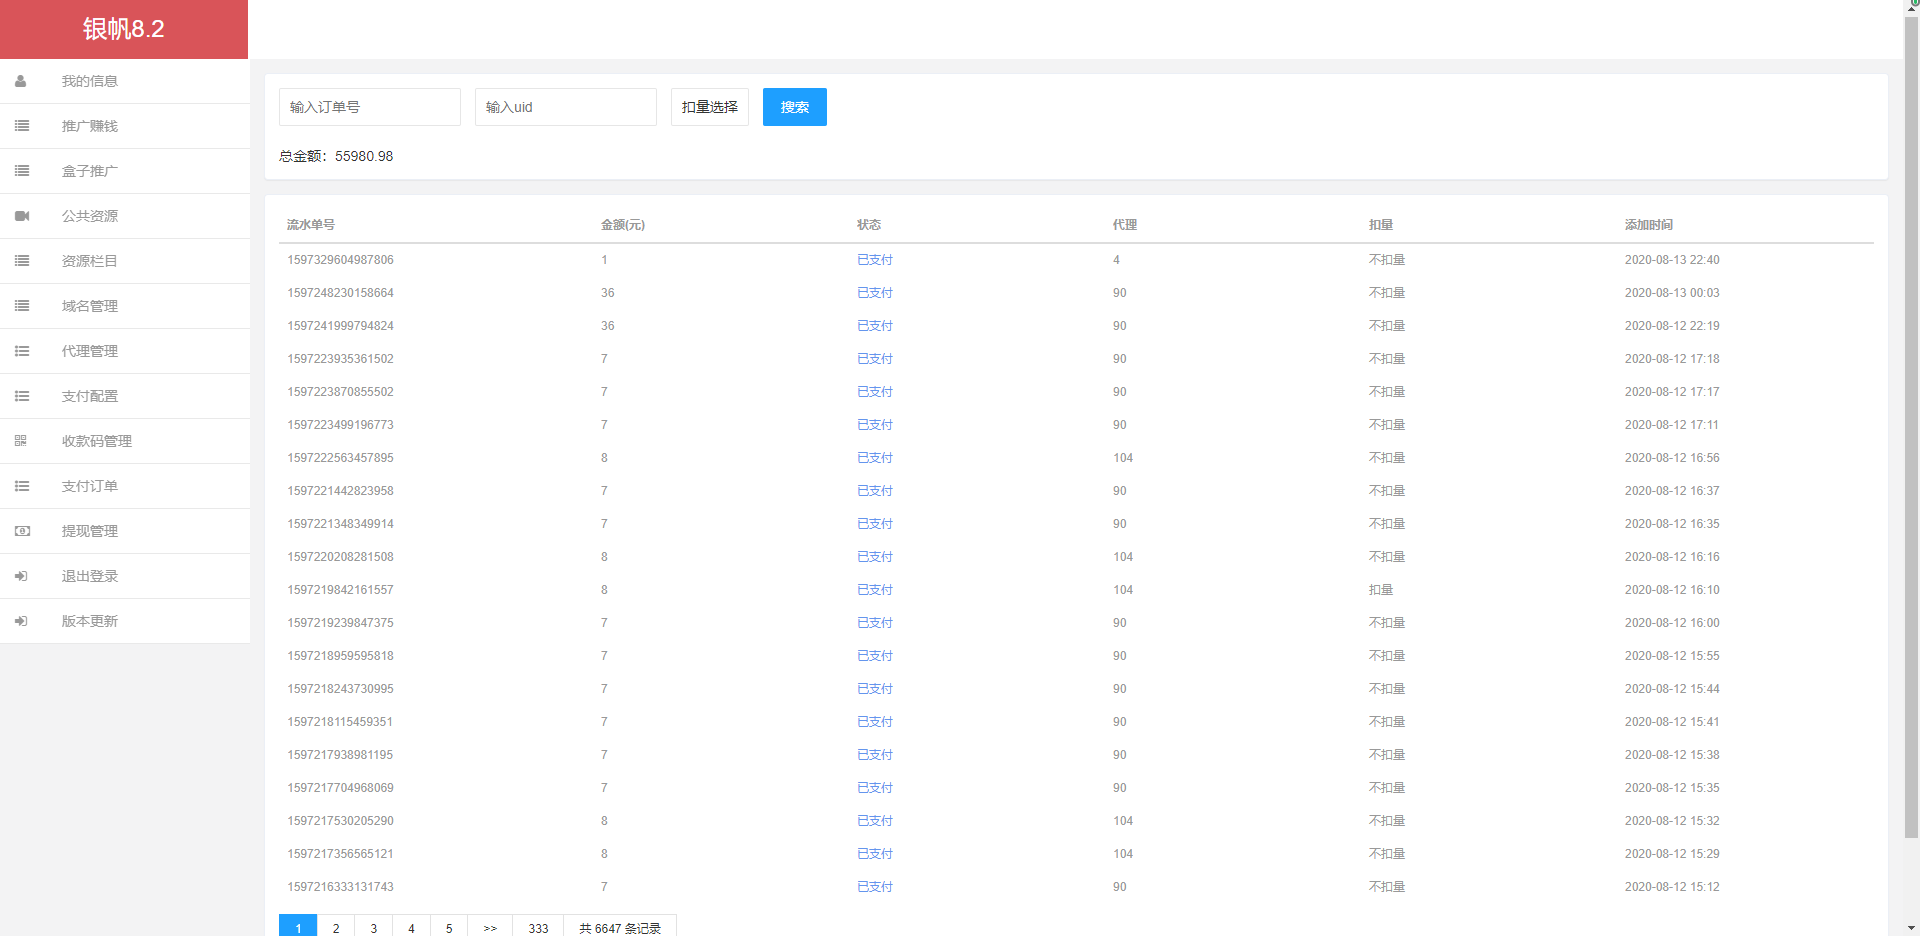 银帆8.2
我的信息
推广赚钱
盒子推广
公共资源
资源栏目
域名管理
代理管理
支付配置
收款码管理
支付订单
提现管理
退出登录
版本更新
输入订单号 输入uid 扣量选择 搜索
总金额：55980.98
流水单号 金额(元) 状态 代理 扣量 添加时间
1597329604987806 1 已支付 4 不扣量 2020-08-13 22:40
1597248230158664 36 已支付 90 不扣量 2020-08-13 00:03
1597241999794824 36 已支付 90 不扣量 2020-08-12 22:19
1597223935361502 7 已支付 90 不扣量 2020-08-12 17:18
1597223870855502 7 已支付 90 不扣量 2020-08-12 17:17
1597223499196773 7 已支付 90 不扣量 2020-08-12 17:11
1597222563457895 8 已支付 104 不扣量 2020-08-12 16:56
1597221442823958 7 已支付 90 不扣量 2020-08-12 16:37
1597221348349914 7 已支付 90 不扣量 2020-08-12 16:35
1597220208281508 8 已支付 104 不扣量 2020-08-12 16:16
1597219842161557 8 已支付 104 扣量 2020-08-12 16:10
1597219239847375 7 已支付 90 不扣量 2020-08-12 16:00
1597218959595818 7 已支付 90 不扣量 2020-08-12 15:55
1597218243730995 7 已支付 90 不扣量 2020-08-12 15:44
1597218115459351 7 已支付 90 不扣量 2020-08-12 15:41
1597217938981195 7 已支付 90 不扣量 2020-08-12 15:38
1597217704968069 7 已支付 90 不扣量 2020-08-12 15:35
1597217530205290 8 已支付 104 不扣量 2020-08-12 15:32
1597217356565121 8 已支付 104 不扣量 2020-08-12 15:29
1597216333131743 7 已支付 90 不扣量 2020-08-12 15:12
1 2 3 4 5 >> 333 共 6647 条记录